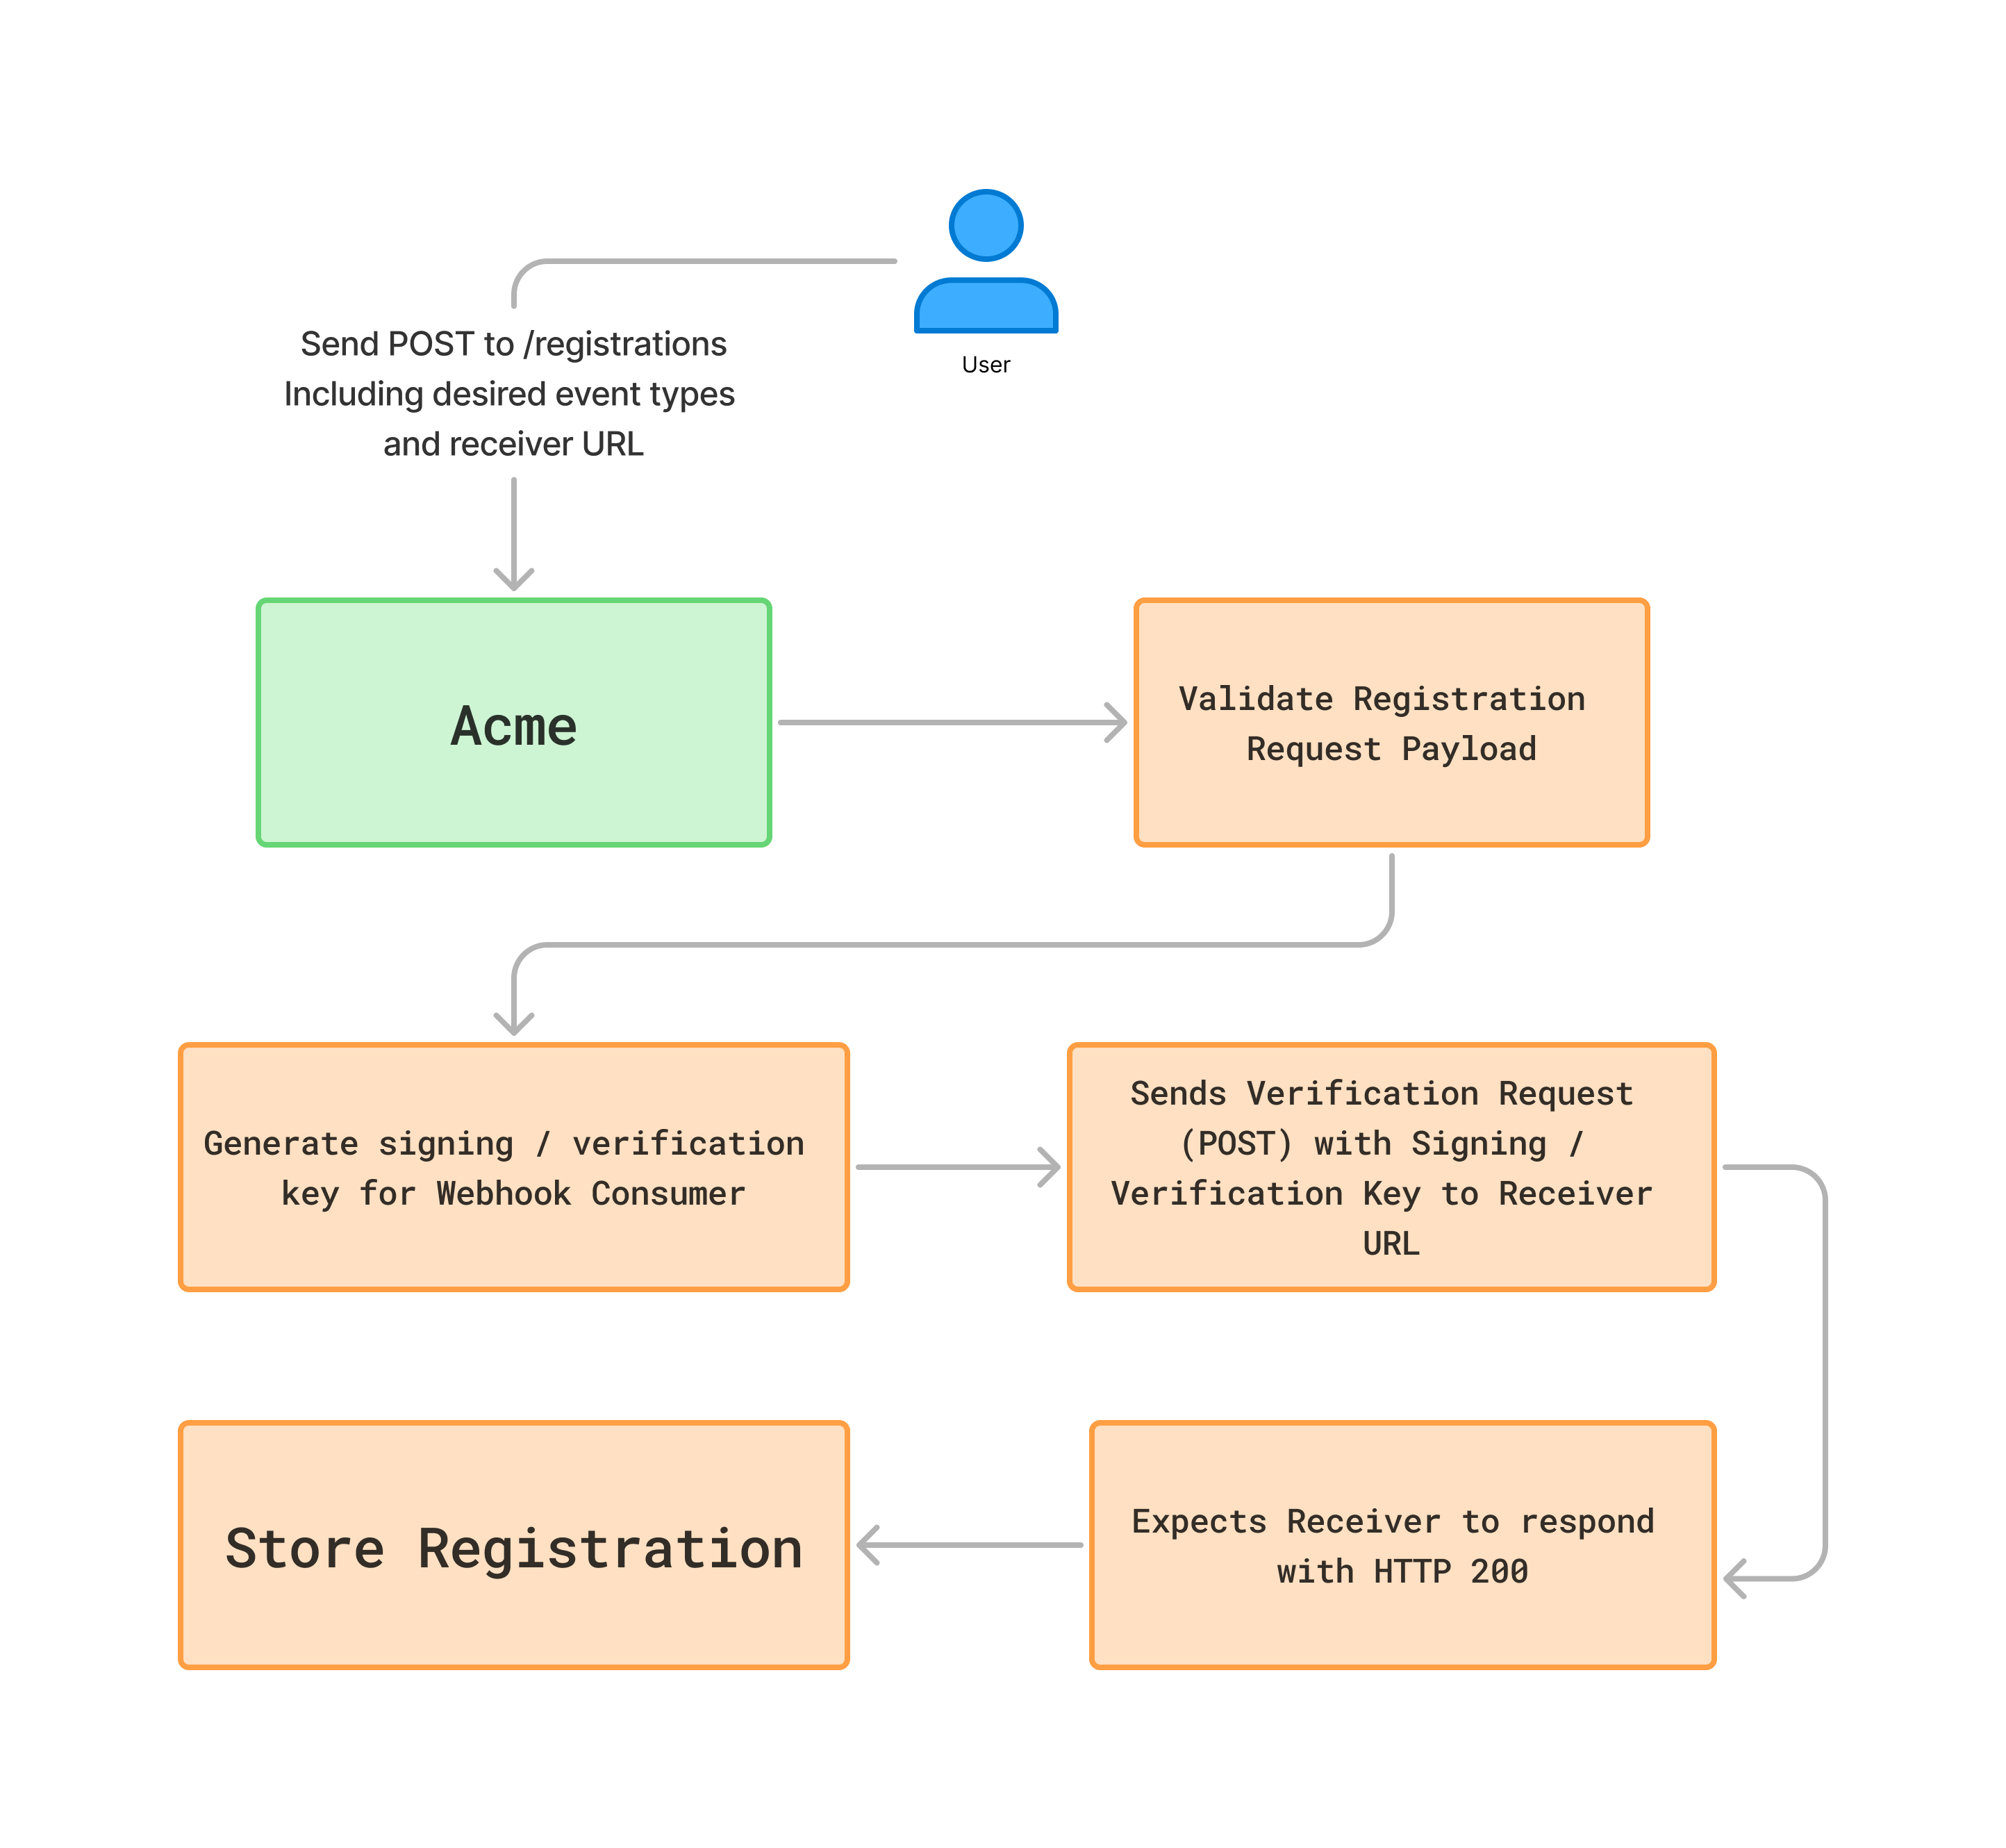 User
Send POST to /registrations
Including desired event types
and receiver URL
Acme
Validate Registration
Request Payload
Generate signing / verification
key for Webhook Consumer
Sends Verification Request
(POST) with Signing /
Verification Key to Receiver
URL
Expects Receiver to respond
with HTTP 200
Store Registration